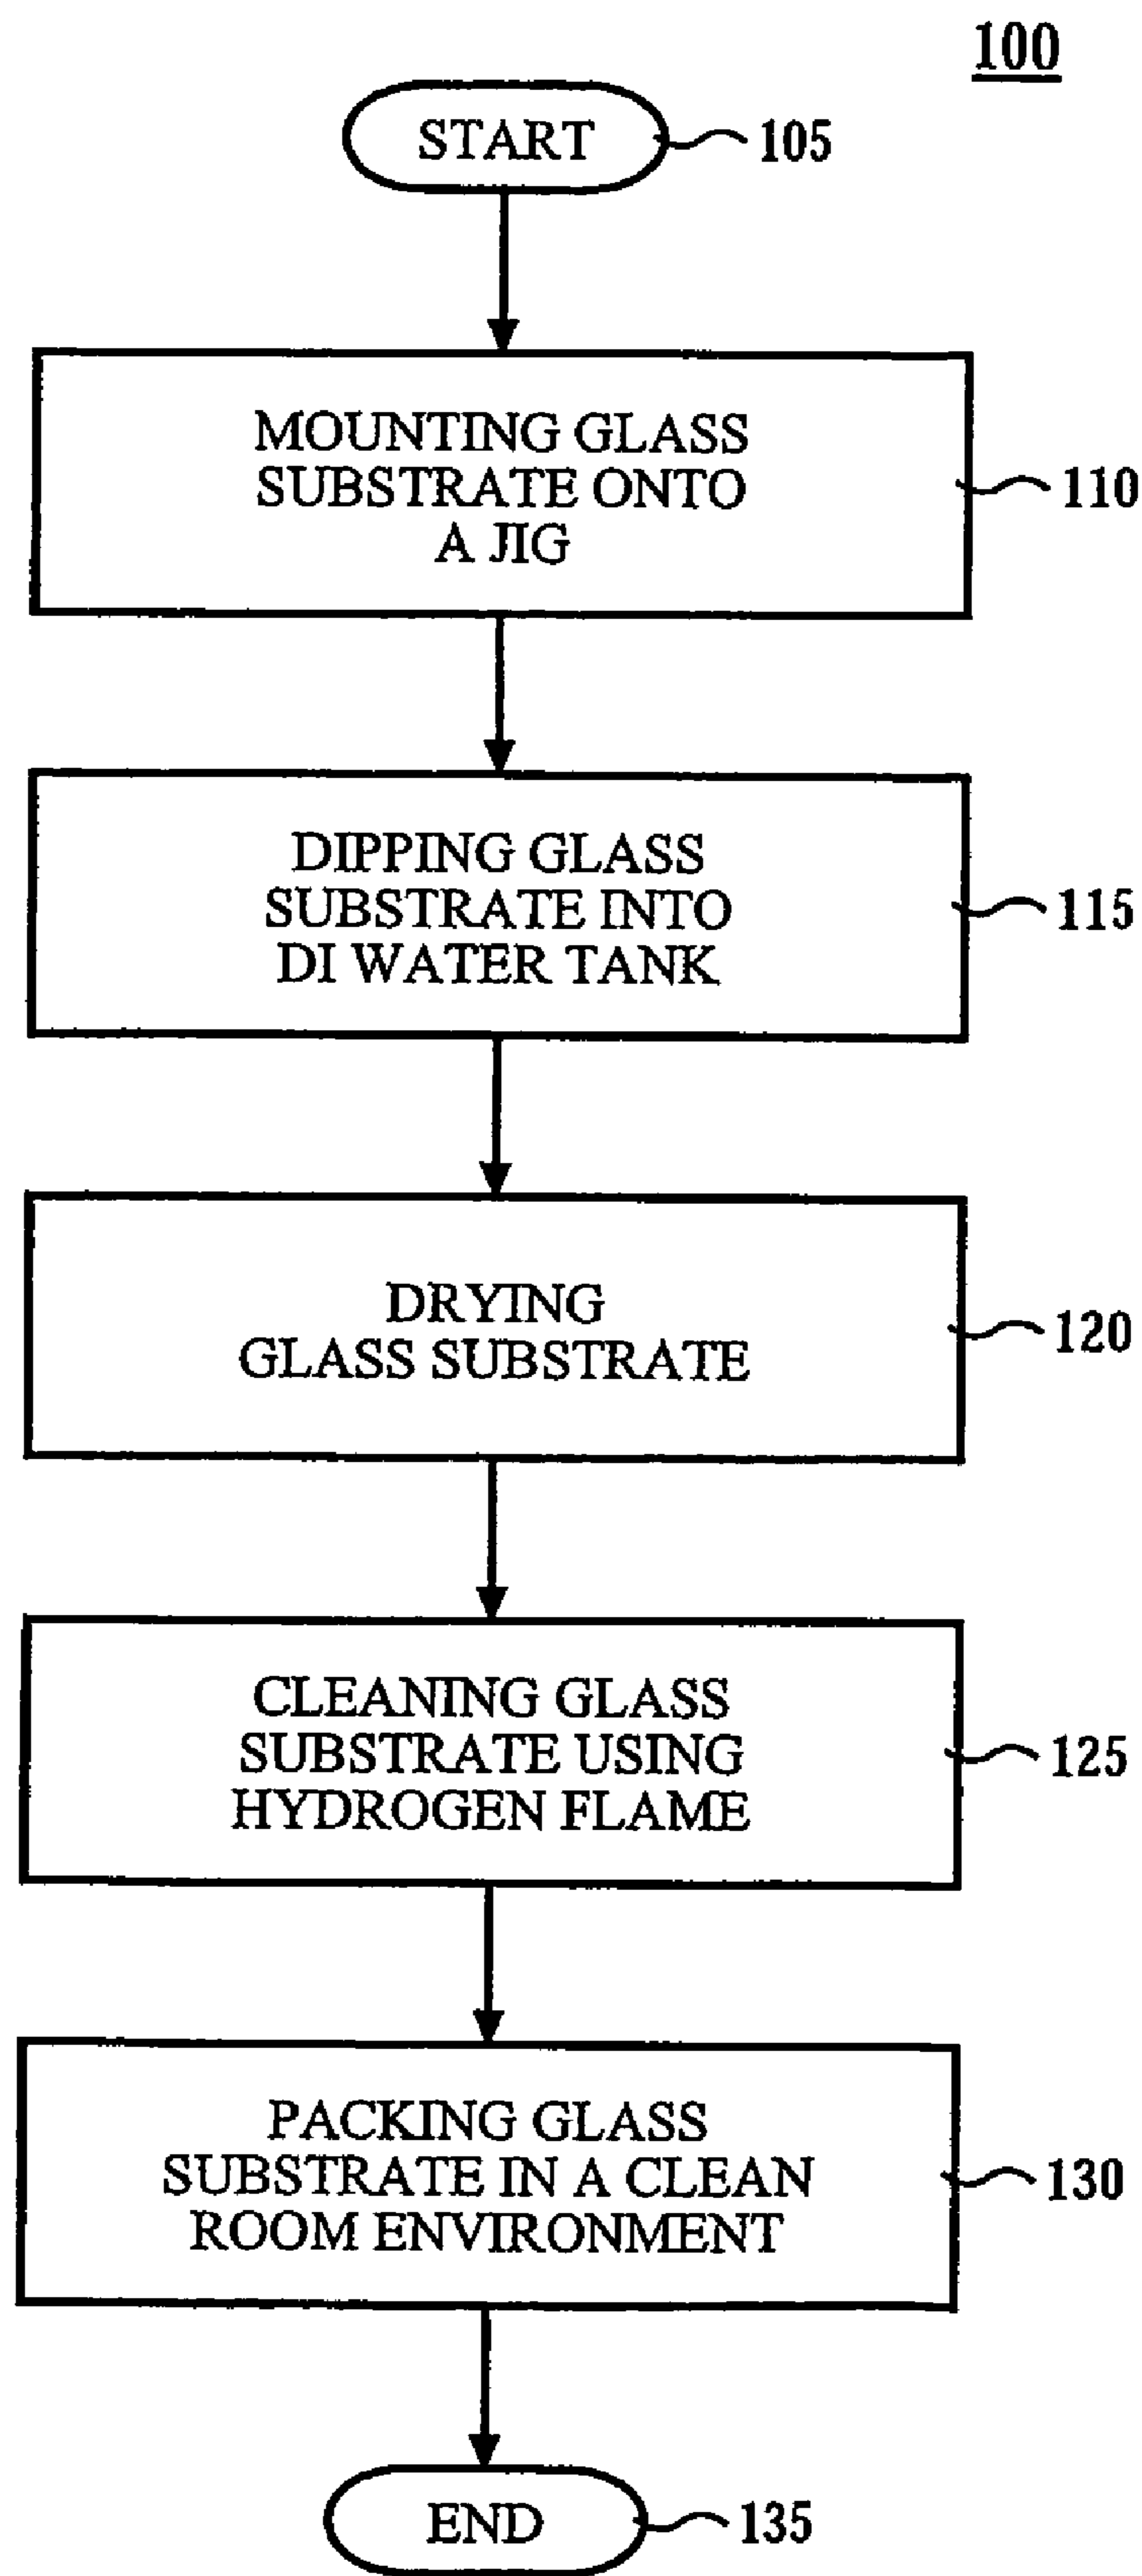 100
START
105
MOUNTING GLASS
SUBSTRATE ONTO
A JIG
110
DIPPING GLASS
SUBSTRATE INTO
DI WATER TANK
115
DRYING
GLASS SUBSTRATE
120
CLEANING GLASS
SUBSTRATE USING
HYDROGEN FLAME
125
PACKING GLASS
SUBSTRATE IN A CLEAN
ROOM ENVIRONMENT
130
END
135